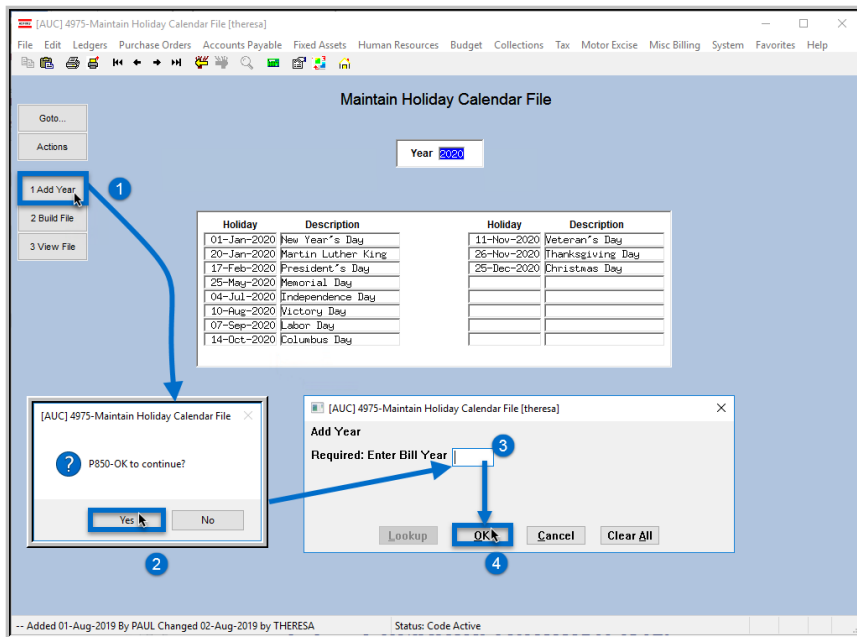 [AUC] 4975-Maintain Holiday Calendar File [theresa]
File Edit Ledgers Purchase Orders Accounts Payable Fixed Assets Human Resources Budget Collections Tax Motor Excise Misc Billing System Favorites Help
Maintain Holiday Calendar File
Goto...
Actions
Year 2020
1 Add Year
1
2 Build File
3 View File
Holiday Description Holiday Description
01-Jan-2020 New Year's Day 11-Nov-2020 Veteran's Day
20-Jan-2020 Martin Luther King 26-Nov-2020 Thanksgiving Day
17-Feb-2020 President's Day 25-Dec-2020 Christmas Day
25-May-2020 Memorial Day
04-Jul-2020 Independence Day
10-Aug-2020 Victory Day
07-Sep-2020 Labor Day
14-Oct-2020 Columbus Day
[AUC] 4975-Maintain Holiday Calendar File
P850-OK to continue?
Yes No
2
[AUC] 4975-Maintain Holiday Calendar File [theresa]
Add Year
Required: Enter Bill Year
3
Lookup OK Cancel Clear All
4
-- Added 01-Aug-2019 By PAUL Changed 02-Aug-2019 by THERESA Status: Code Active